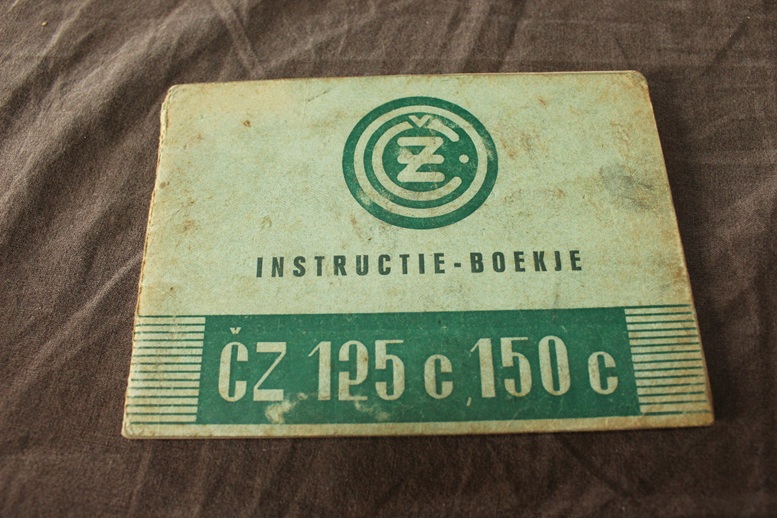 ČZ
INSTRUCTIE-BOEKJE
ČZ 125 c 150 c